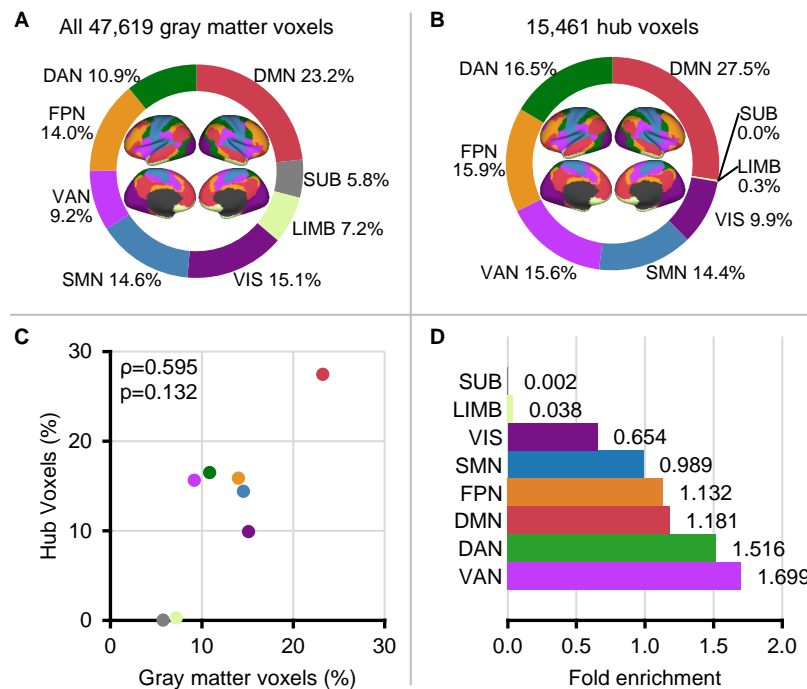 A
All 47,619 gray matter voxels
DAN 10.9%
DMN 23.2%
FPN
14.0%
VAN
9.2%
SUB 5.8%
LIMB 7.2%
SMN 14.6%
VIS 15.1%
B
15,461 hub voxels
DAN 16.5%
DMN 27.5%
SUB
0.0%
FPN
15.9%
LIMB
0.3%
VIS 9.9%
VAN 15.6%
SMN 14.4%
C
ρ=0.595
p=0.132
30
20
10
0
Hub Voxels (%)
0 10 20 30
Gray matter voxels (%)
D
SUB 0.002
LIMB 0.038
VIS 0.654
SMN 0.989
FPN 1.132
DMN 1.181
DAN 1.516
VAN 1.699
0.0 0.5 1.0 1.5 2.0
Fold enrichment